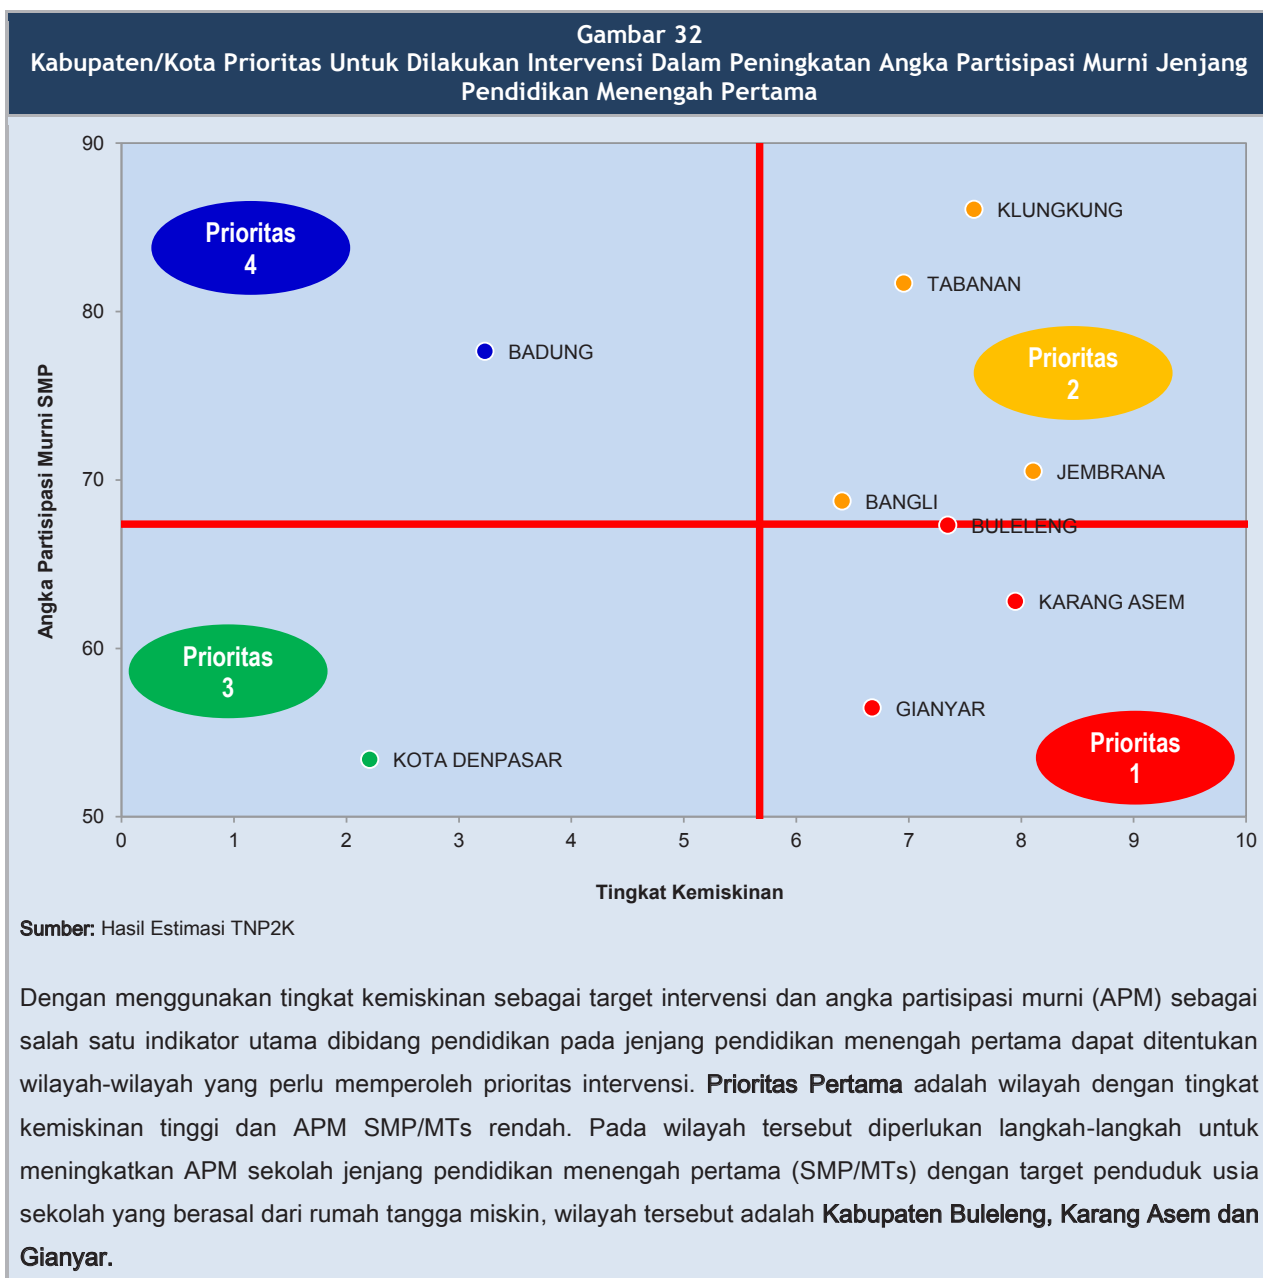 Gambar 32
Kabupaten/Kota Prioritas Untuk Dilakukan Intervensi Dalam Peningkatan Angka Partisipasi Murni Jenjang
Pendidikan Menengah Pertama
90
80
70
60
50
Angka Partisipasi Murni SMP
Prioritas
4
KLUNGKUNG
TABANAN
BADUNG
Prioritas
2
JEMBRANA
BANGLI
BULELENG
KARANG ASEM
Prioritas
3
GIANYAR
Prioritas
1
KOTA DENPASAR
0 1 2 3 4 5 6 7 8 9 10
Tingkat Kemiskinan
Sumber: Hasil Estimasi TNP2K
Dengan menggunakan tingkat kemiskinan sebagai target intervensi dan angka partisipasi murni (APM) sebagai
salah satu indikator utama dibidang pendidikan pada jenjang pendidikan menengah pertama dapat ditentukan
wilayah-wilayah yang perlu memperoleh prioritas intervensi. Prioritas Pertama adalah wilayah dengan tingkat
kemiskinan tinggi dan APM SMP/MTs rendah. Pada wilayah tersebut diperlukan langkah-langkah untuk
meningkatkan APM sekolah jenjang pendidikan menengah pertama (SMP/MTs) dengan target penduduk usia
sekolah yang berasal dari rumah tangga miskin, wilayah tersebut adalah Kabupaten Buleleng, Karang Asem dan
Gianyar.